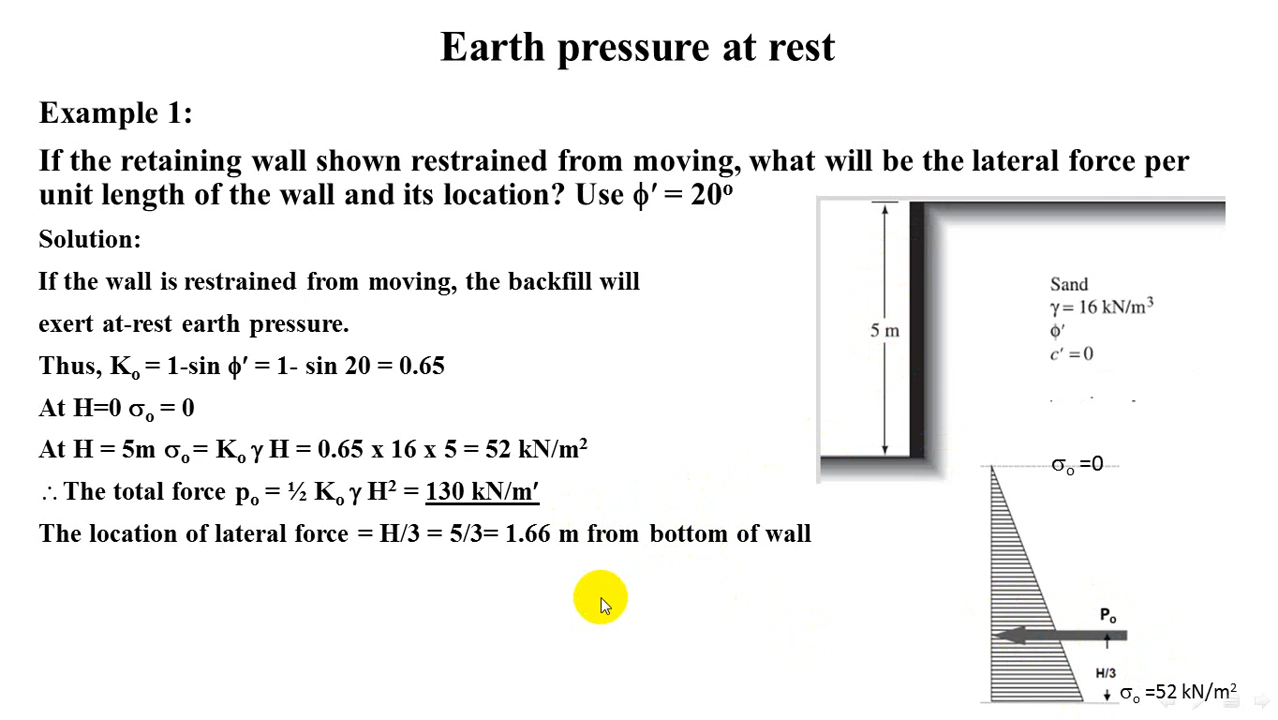 Earth pressure at rest
Example 1:
If the retaining wall shown restrained from moving, what will be the lateral force per
unit length of the wall and its location? Use ϕ′ = 20ᵒ
Solution:
If the wall is restrained from moving, the backfill will
exert at-rest earth pressure.
Thus, Kₒ = 1-sin ϕ′ = 1- sin 20 = 0.65
At H=0 σₒ = 0
At H = 5m σₒ = Kₒ γ H = 0.65 x 16 x 5 = 52 kN/m²
∴ The total force pₒ = ½ Kₒ γ H² = 130 kN/m′
The location of lateral force = H/3 = 5/3= 1.66 m from bottom of wall
5 m
Sand
γ = 16 kN/m³
ϕ′
c′ = 0
σₒ =0
Pₒ
H/3
σₒ =52 kN/m²